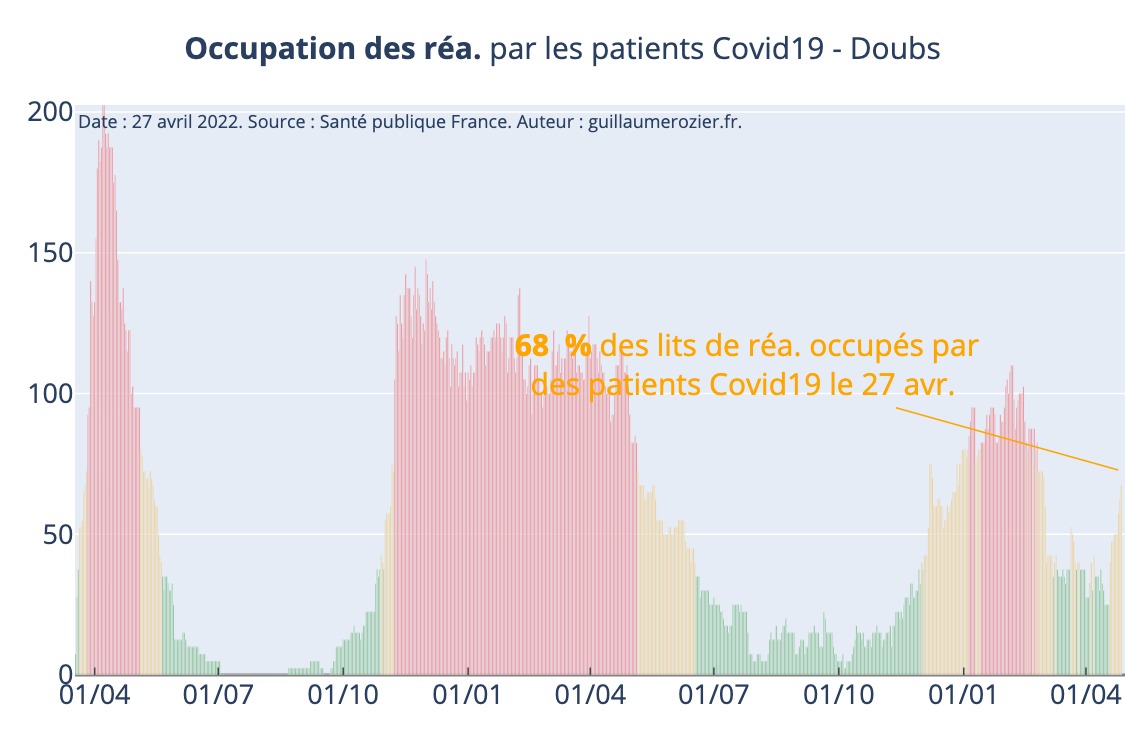 Occupation des réa. par les patients Covid19 - Doubs
200
Date : 27 avril 2022. Source : Santé publique France. Auteur : guillaumerozier.fr.
150
68 % des lits de réa. occupés par
des patients Covid19 le 27 avr.
100
50
0
01/04 01/07 01/10 01/01 01/04 01/07 01/10 01/01 01/04